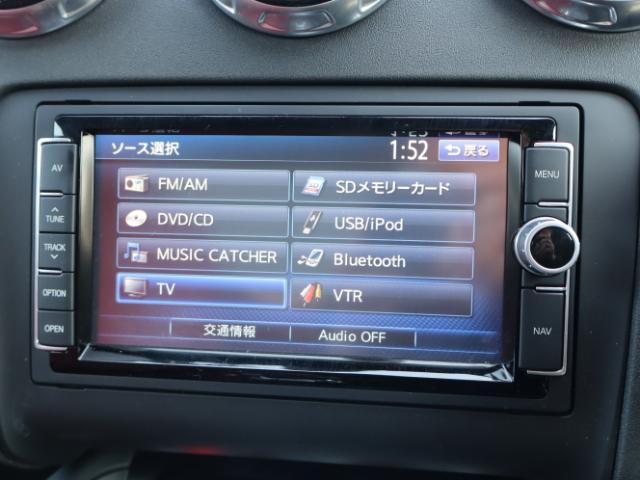 ソース選択
1:52
戻る
FM/AM
SDメモリーカード
DVD/CD
USB/iPod
MUSIC CATCHER
Bluetooth
TV
VTR
交通情報
Audio OFF
AV
TUNE
TRACK
OPTION
OPEN
MENU
NAV